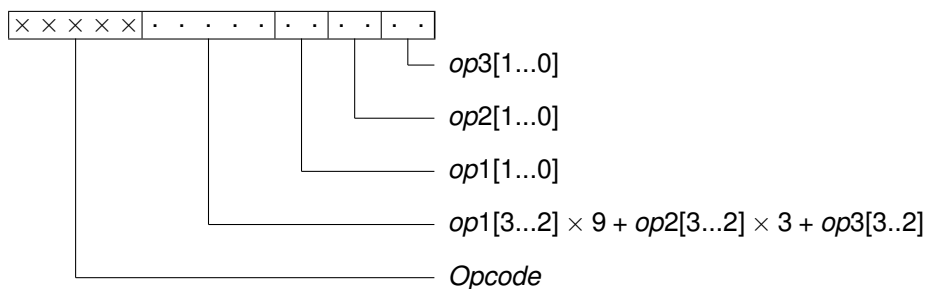 × × × × × · · · · · · · · · · ·
op3[1...0]
op2[1...0]
op1[1...0]
op1[3...2] × 9 + op2[3...2] × 3 + op3[3..2]
Opcode